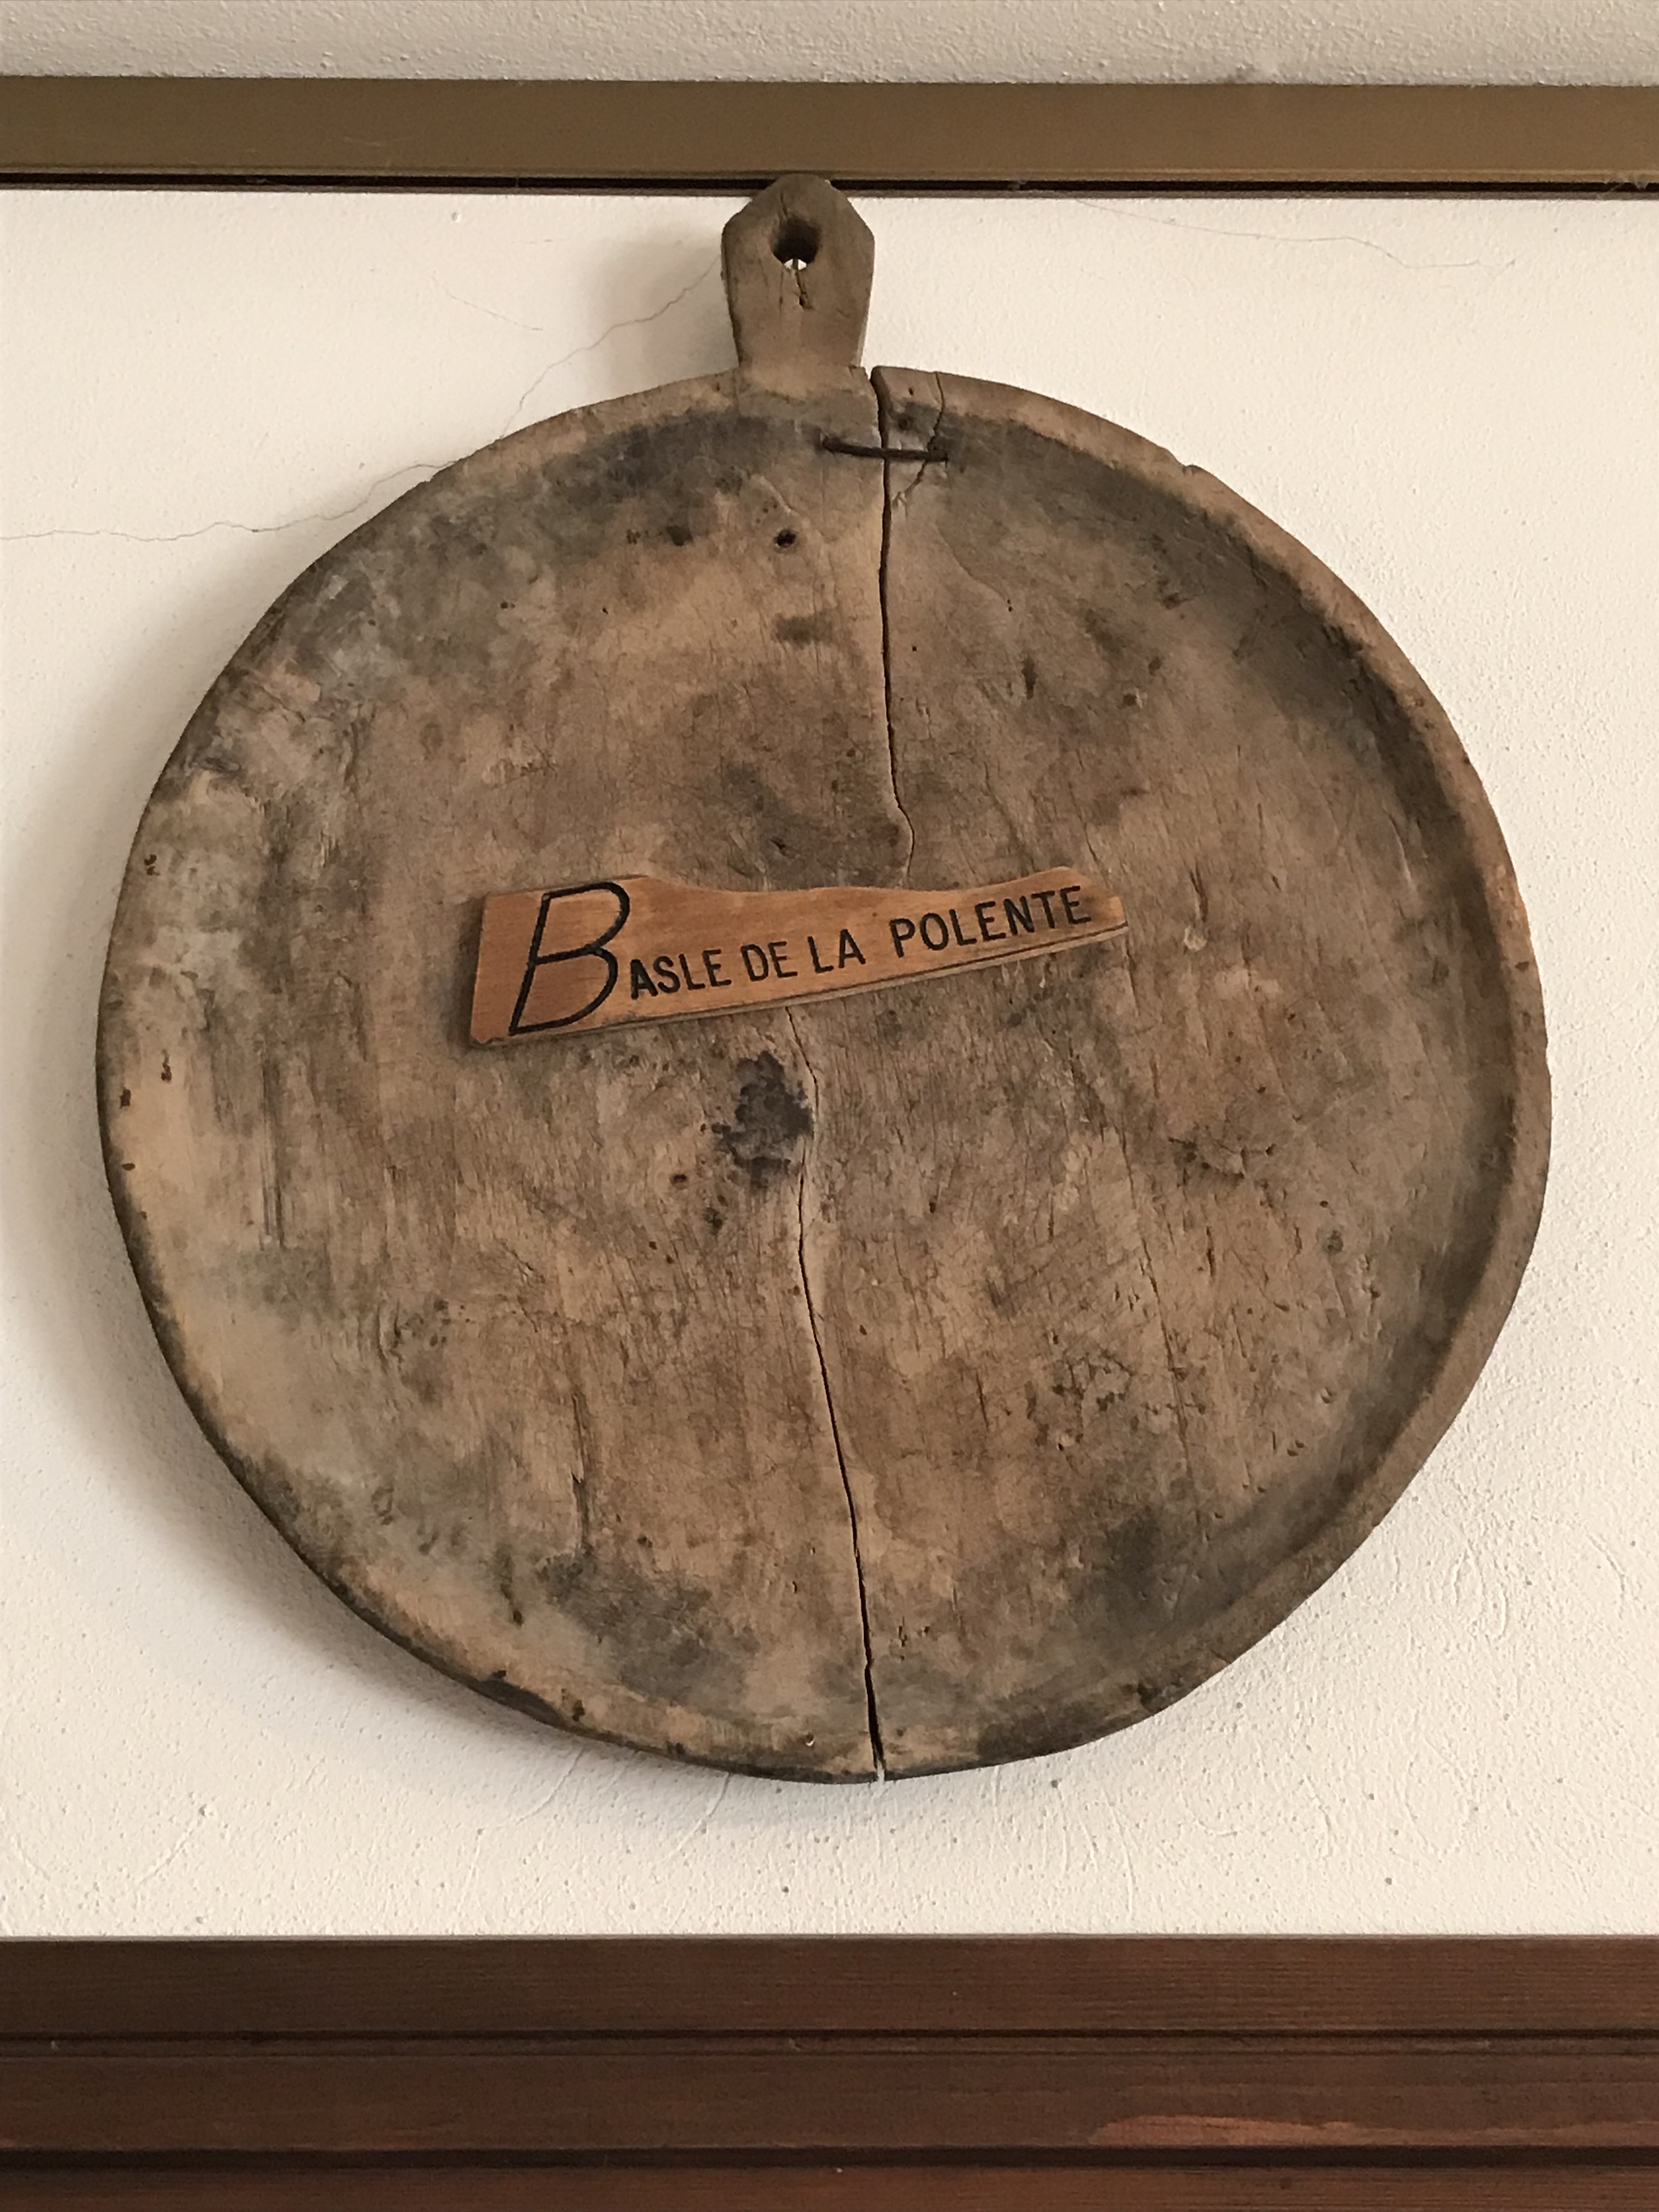 BASLE DE LA POLENTE